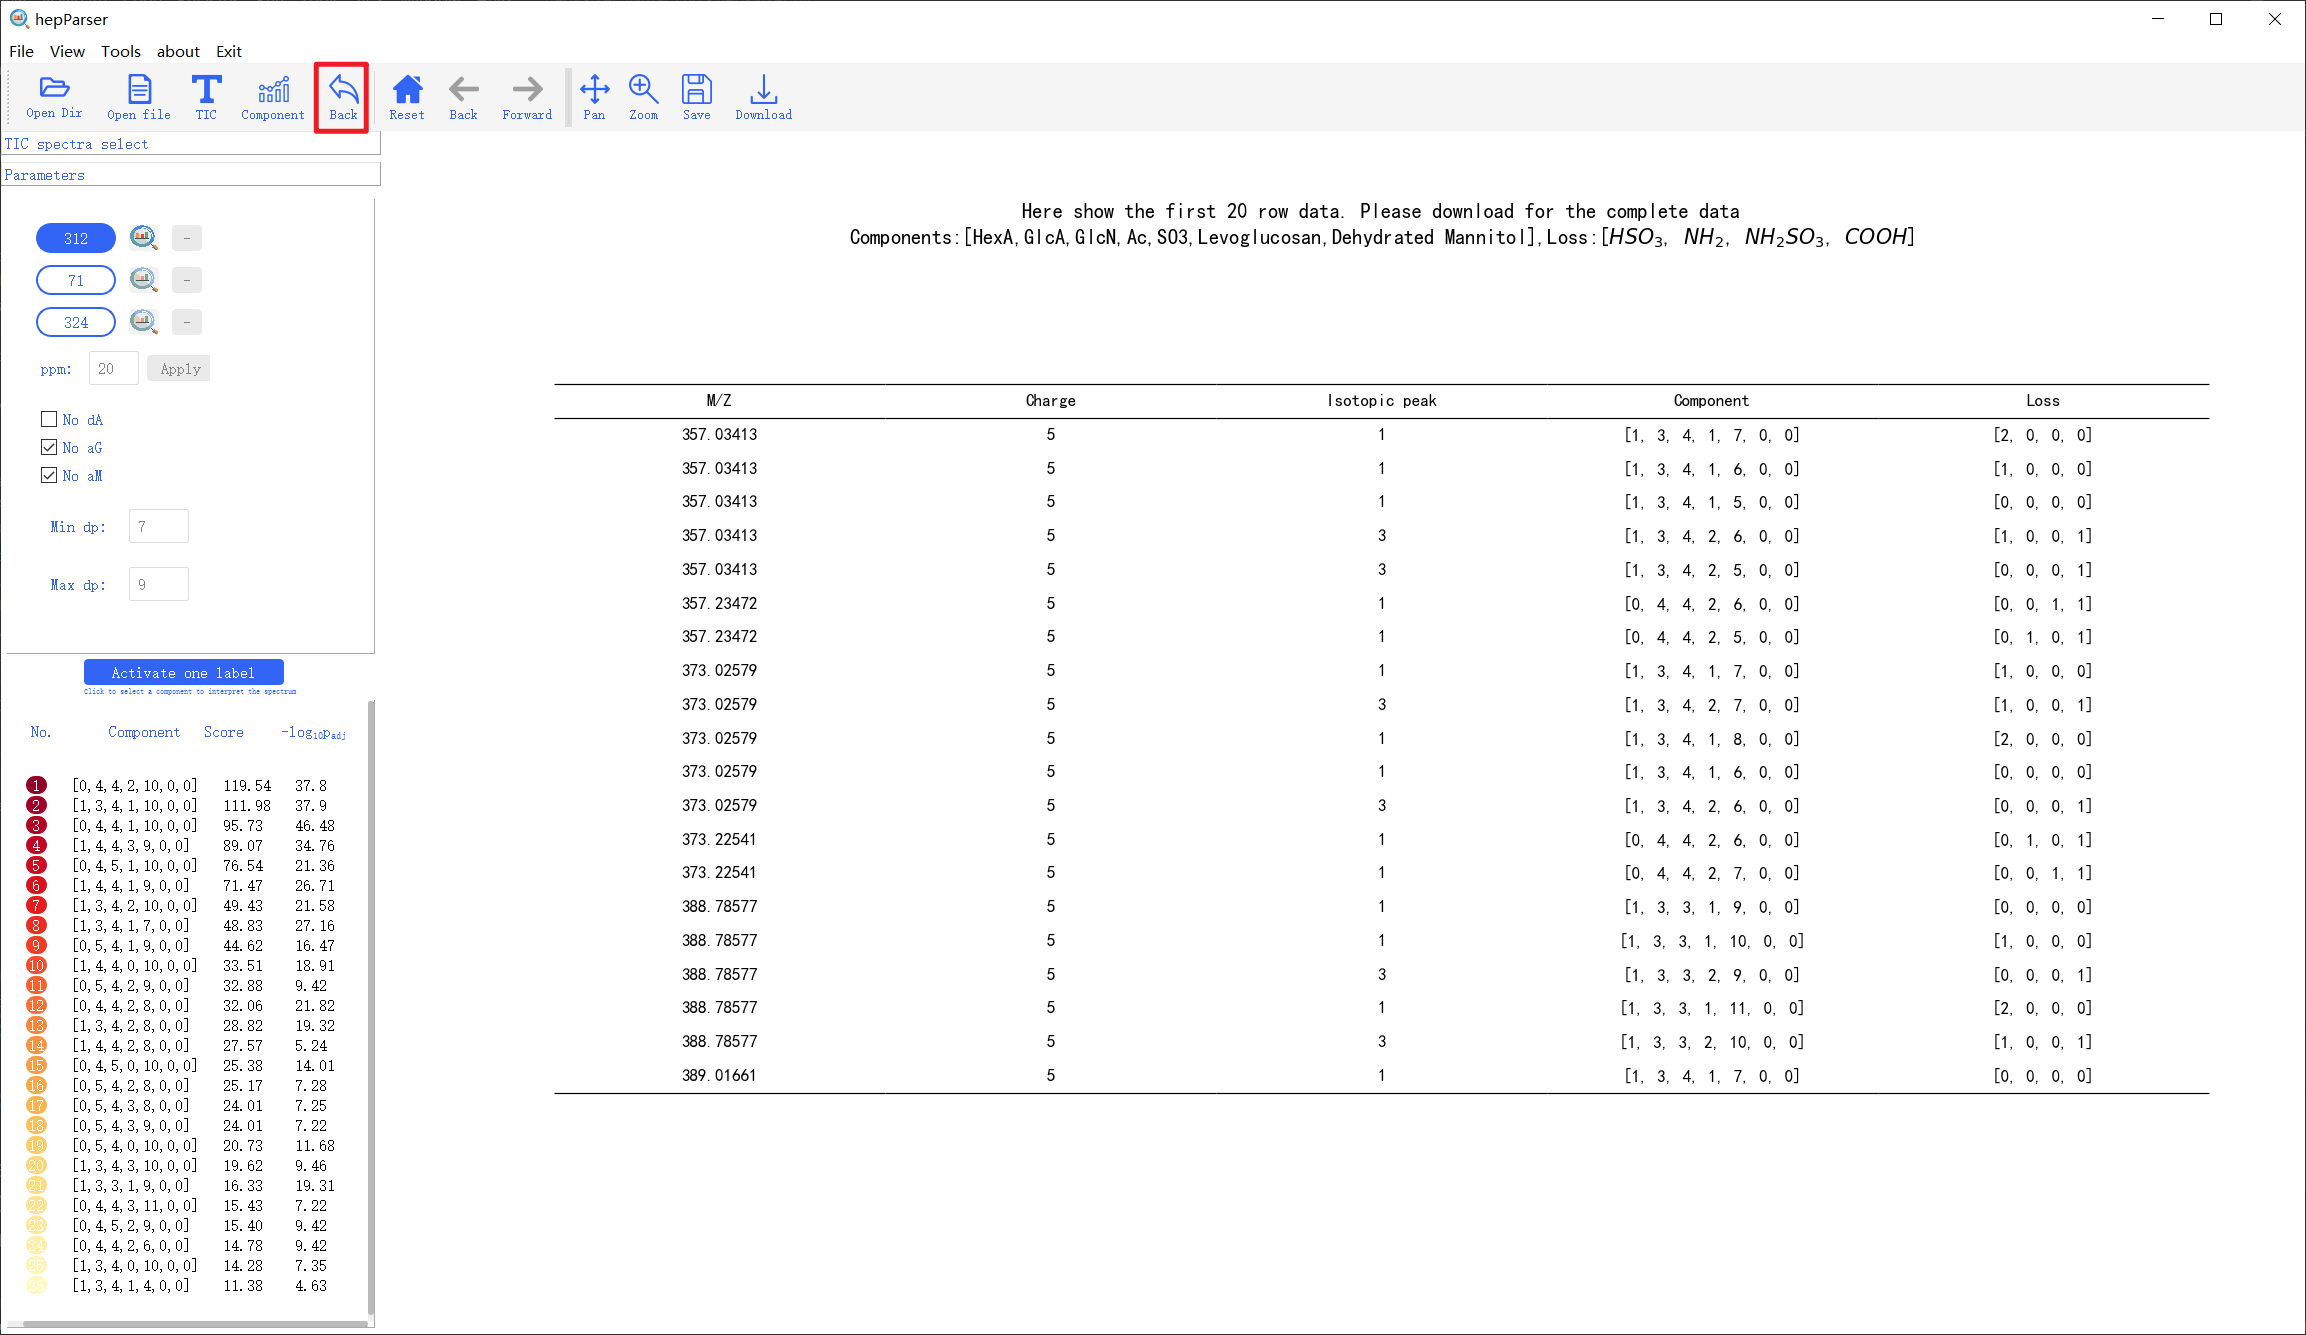 hepParser
File View Tools about Exit
Open Dir Open file TIC Component Back Reset Back Forward Pan Zoom Save Download
TIC spectra select
Parameters
312 -
71 -
324 -
ppm: 20 Apply
No dA
No aG
No aM
Min dp: 7
Max dp: 9
Activate one label
Click to select a component to interpret the spectrum
No. Component Score -log₁₀p_adj
1 [0,4,4,2,10,0,0] 119.54 37.8
2 [1,3,4,1,10,0,0] 111.98 37.9
3 [0,4,4,1,10,0,0] 95.73 46.48
4 [1,4,4,3,9,0,0] 89.07 34.76
5 [0,4,5,1,10,0,0] 76.54 21.36
6 [1,4,4,1,9,0,0] 71.47 26.71
7 [1,3,4,2,10,0,0] 49.43 21.58
8 [1,3,4,1,7,0,0] 48.83 27.16
9 [0,5,4,1,9,0,0] 44.62 16.47
10 [1,4,4,0,10,0,0] 33.51 18.91
11 [0,5,4,2,9,0,0] 32.88 9.42
12 [0,4,4,2,8,0,0] 32.06 21.82
13 [1,3,4,2,8,0,0] 28.82 19.32
14 [1,4,4,2,8,0,0] 27.57 5.24
15 [0,4,5,0,10,0,0] 25.38 14.01
16 [0,5,4,2,8,0,0] 25.17 7.28
17 [0,5,4,3,8,0,0] 24.01 7.25
18 [0,5,4,3,9,0,0] 24.01 7.22
19 [0,5,4,0,10,0,0] 20.73 11.68
20 [1,3,4,3,10,0,0] 19.62 9.46
21 [1,3,3,1,9,0,0] 16.33 19.31
22 [0,4,4,3,11,0,0] 15.43 7.22
23 [0,4,5,2,9,0,0] 15.40 9.42
24 [0,4,4,2,6,0,0] 14.78 9.42
25 [1,3,4,0,10,0,0] 14.28 7.35
26 [1,3,4,1,4,0,0] 11.38 4.63
Here show the first 20 row data. Please download for the complete data
Components:[HexA,GlcA,GlcN,Ac,SO3,Levoglucosan,Dehydrated Mannitol],Loss:[HSO₃, NH₂, NH₂SO₃, COOH]
M/Z Charge Isotopic peak Component Loss
357.03413 5 1 [1, 3, 4, 1, 7, 0, 0] [2, 0, 0, 0]
357.03413 5 1 [1, 3, 4, 1, 6, 0, 0] [1, 0, 0, 0]
357.03413 5 1 [1, 3, 4, 1, 5, 0, 0] [0, 0, 0, 0]
357.03413 5 3 [1, 3, 4, 2, 6, 0, 0] [1, 0, 0, 1]
357.03413 5 3 [1, 3, 4, 2, 5, 0, 0] [0, 0, 0, 1]
357.23472 5 1 [0, 4, 4, 2, 6, 0, 0] [0, 0, 1, 1]
357.23472 5 1 [0, 4, 4, 2, 5, 0, 0] [0, 1, 0, 1]
373.02579 5 1 [1, 3, 4, 1, 7, 0, 0] [1, 0, 0, 0]
373.02579 5 3 [1, 3, 4, 2, 7, 0, 0] [1, 0, 0, 1]
373.02579 5 1 [1, 3, 4, 1, 8, 0, 0] [2, 0, 0, 0]
373.02579 5 1 [1, 3, 4, 1, 6, 0, 0] [0, 0, 0, 0]
373.02579 5 3 [1, 3, 4, 2, 6, 0, 0] [0, 0, 0, 1]
373.22541 5 1 [0, 4, 4, 2, 6, 0, 0] [0, 1, 0, 1]
373.22541 5 1 [0, 4, 4, 2, 7, 0, 0] [0, 0, 1, 1]
388.78577 5 1 [1, 3, 3, 1, 9, 0, 0] [0, 0, 0, 0]
388.78577 5 1 [1, 3, 3, 1, 10, 0, 0] [1, 0, 0, 0]
388.78577 5 3 [1, 3, 3, 2, 9, 0, 0] [0, 0, 0, 1]
388.78577 5 1 [1, 3, 3, 1, 11, 0, 0] [2, 0, 0, 0]
388.78577 5 3 [1, 3, 3, 2, 10, 0, 0] [1, 0, 0, 1]
389.01661 5 1 [1, 3, 4, 1, 7, 0, 0] [0, 0, 0, 0]